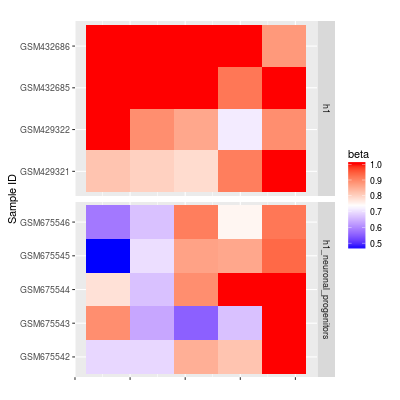 GSM432686
GSM432685
GSM429322
GSM429321
h1
GSM675546
GSM675545
GSM675544
GSM675543
GSM675542
h1_neuronal_progenitors
Sample ID
beta
1.0
0.9
0.8
0.7
0.6
0.5